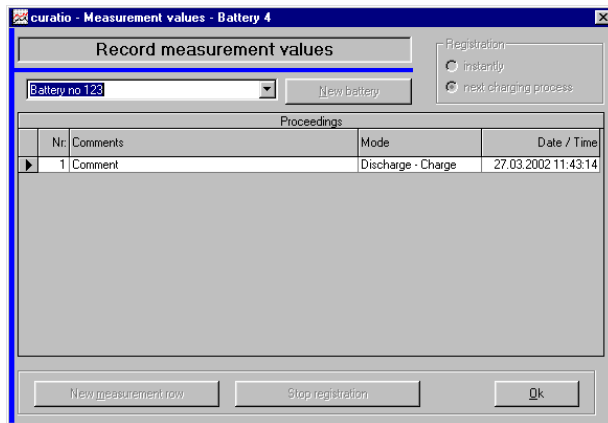 curatio - Measurement values - Battery 4
Record measurement values
Registration
instantly
next charging process
Battery no 123
New battery
Proceedings
Nr. Comments Mode Date / Time
1 Comment Discharge - Charge 27.03.2002 11:43:14
New measurement row Stop registration Ok